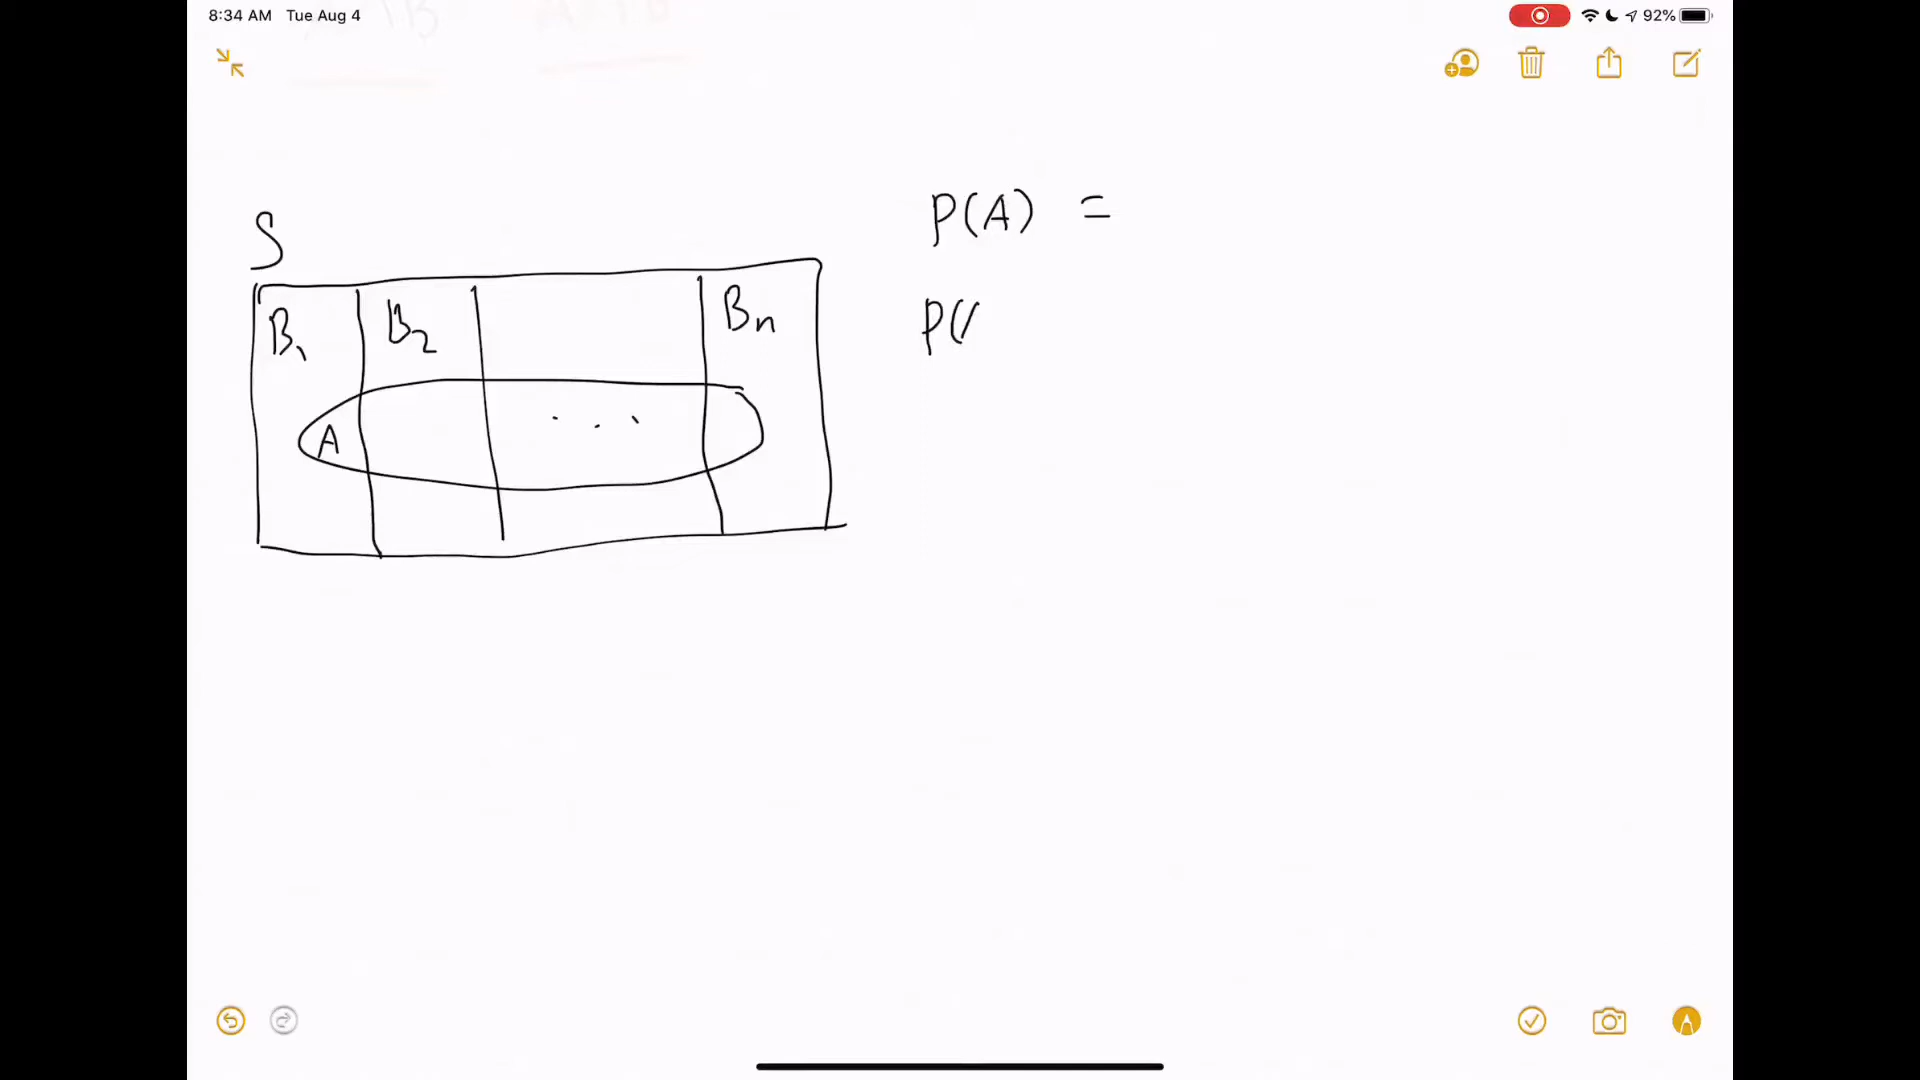 8:34 AM Tue Aug 4 92%
P(A) =
S
B₁ B₂ Bn
P(
A ...